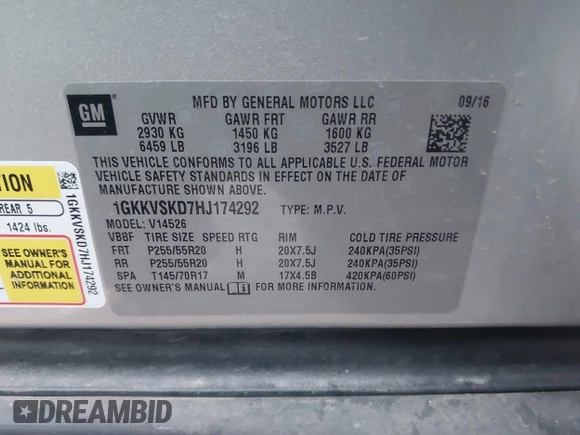 GM
MFD BY GENERAL MOTORS LLC 09/16
GVWR GAWR FRT GAWR RR
2930 KG 1450 KG 1600 KG
6459 LB 3196 LB 3527 LB
THIS VEHICLE CONFORMS TO ALL APPLICABLE U.S. FEDERAL MOTOR
VEHICLE SAFETY STANDARDS IN EFFECT ON THE DATE OF
MANUFACTURE SHOWN ABOVE.
1GKKVSKD7HJ174292 TYPE: M.P.V.
MODEL: V14526
VBBF TIRE SIZE SPEED RTG RIM COLD TIRE PRESSURE
FRT P255/55R20 H 20X7.5J 240KPA(35PSI)
RR P255/55R20 H 20X7.5J 240KPA(35PSI)
SPA T145/70R17 M 17X4.5B 420KPA(60PSI)
SEE OWNER'S MANUAL FOR MORE INFORMATION.
REAR 5
1424 lbs.
SEE OWNER'S
MANUAL FOR
ADDITIONAL
INFORMATION
1GKKVSKD7HJ174292
DREAMBID